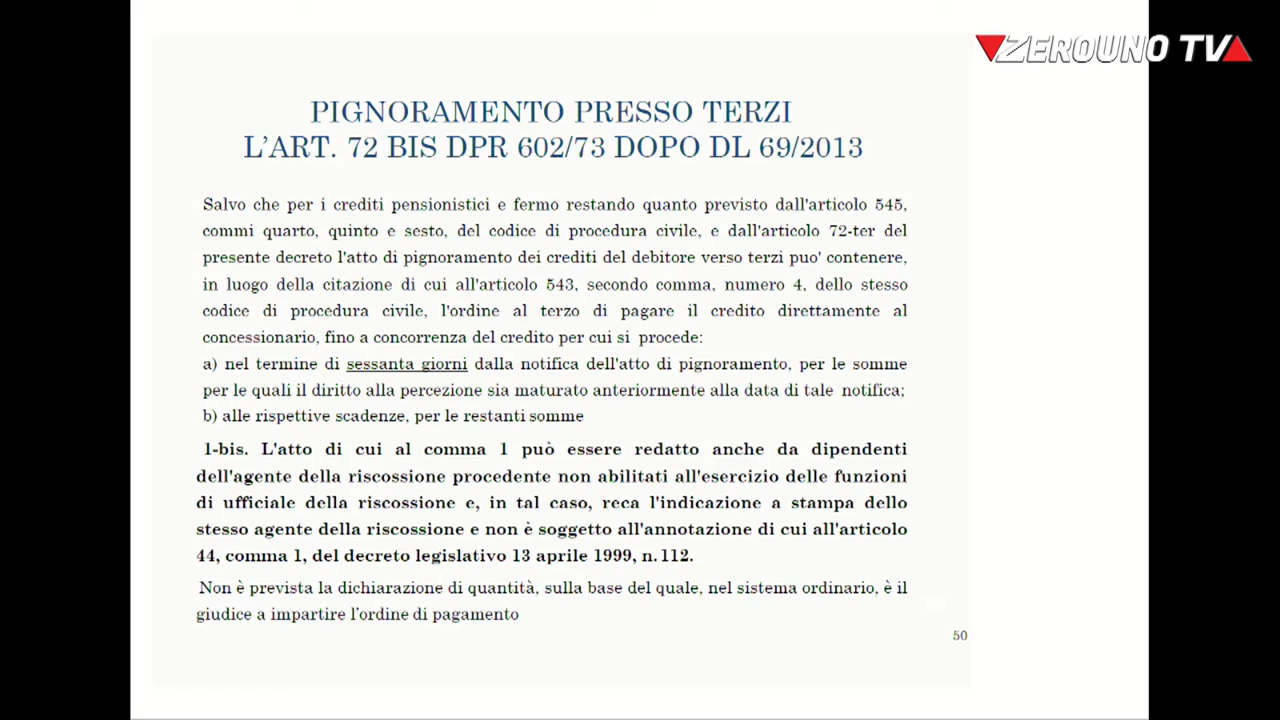 ZEROUNO TV
PIGNORAMENTO PRESSO TERZI
L'ART. 72 BIS DPR 602/73 DOPO DL 69/2013
Salvo che per i crediti pensionistici e fermo restando quanto previsto dall'articolo 545,
commi quarto, quinto e sesto, del codice di procedura civile, e dall'articolo 72-ter del
presente decreto l'atto di pignoramento dei crediti del debitore verso terzi puo' contenere,
in luogo della citazione di cui all'articolo 543, secondo comma, numero 4, dello stesso
codice di procedura civile, l'ordine al terzo di pagare il credito direttamente al
concessionario, fino a concorrenza del credito per cui si procede:
a) nel termine di sessanta giorni dalla notifica dell'atto di pignoramento, per le somme
per le quali il diritto alla percezione sia maturato anteriormente alla data di tale notifica;
b) alle rispettive scadenze, per le restanti somme
1-bis. L'atto di cui al comma 1 può essere redatto anche da dipendenti
dell'agente della riscossione procedente non abilitati all'esercizio delle funzioni
di ufficiale della riscossione e, in tal caso, reca l'indicazione a stampa dello
stesso agente della riscossione e non è soggetto all'annotazione di cui all'articolo
44, comma 1, del decreto legislativo 13 aprile 1999, n. 112.
Non è prevista la dichiarazione di quantità, sulla base del quale, nel sistema ordinario, è il
giudice a impartire l'ordine di pagamento
50